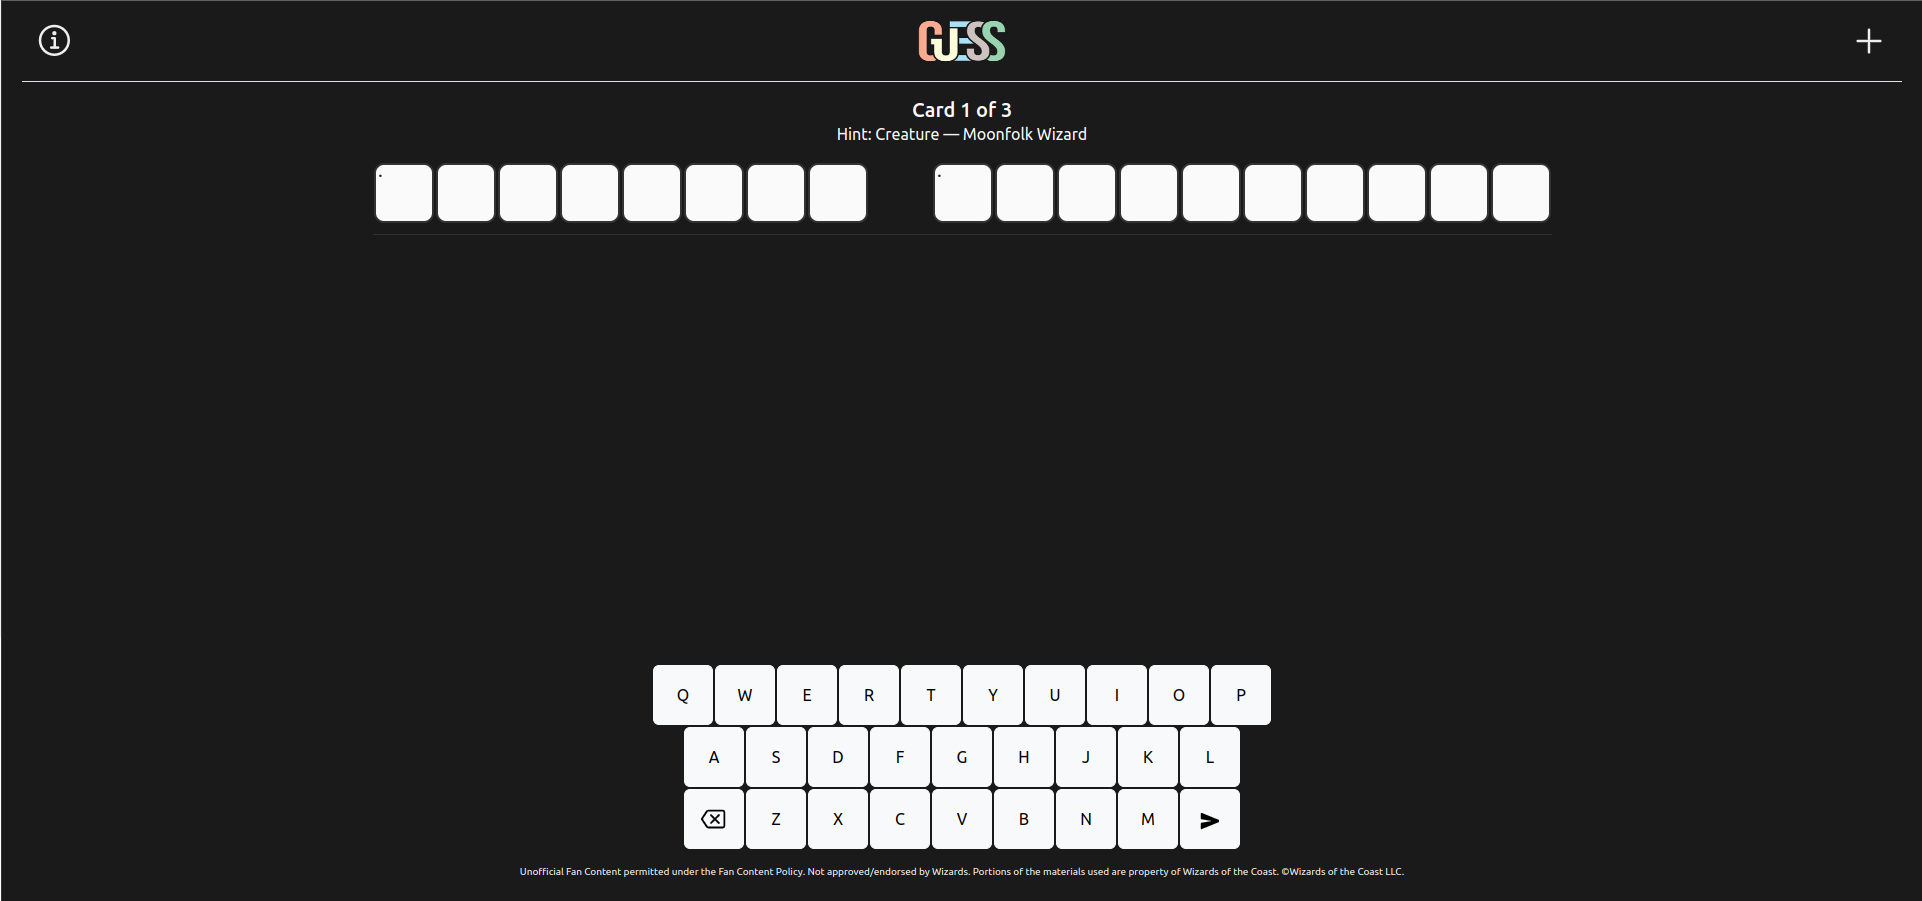 GUESS
Card 1 of 3
Hint: Creature — Moonfolk Wizard
Q W E R T Y U I O P
A S D F G H J K L
Z X C V B N M
Unofficial Fan Content permitted under the Fan Content Policy. Not approved/endorsed by Wizards. Portions of the materials used are property of Wizards of the Coast. ©Wizards of the Coast LLC.